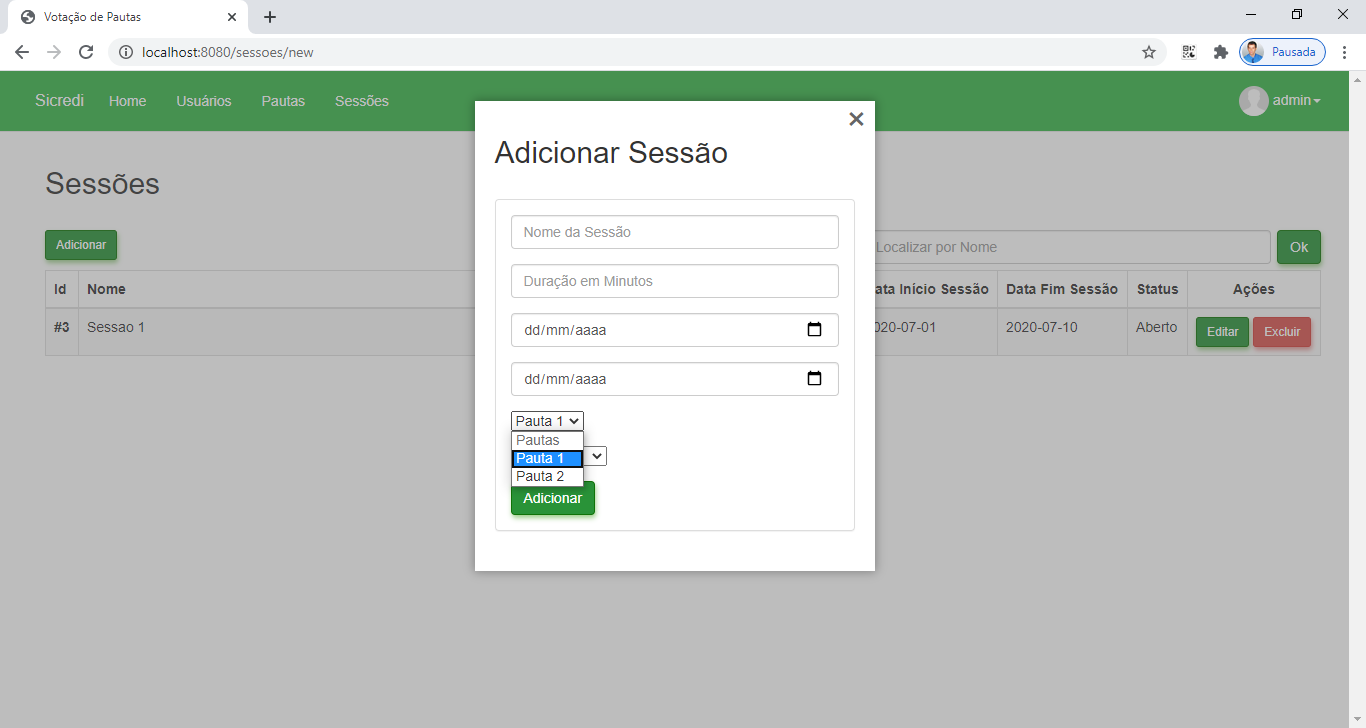 Votação de Pautas
localhost:8080/sessoes/new
Pausada
Sicredi Home Usuários Pautas Sessões admin
Adicionar Sessão
Sessões
Nome da Sessão
Adicionar
Localizar por Nome Ok
Duração em Minutos
Id Nome ata Início Sessão Data Fim Sessão Status Ações
#3 Sessao 1 020-07-01 2020-07-10 Aberto Editar Excluir
dd/mm/aaaa
dd/mm/aaaa
Pauta 1
Pautas
Pauta 1
Pauta 2
Adicionar